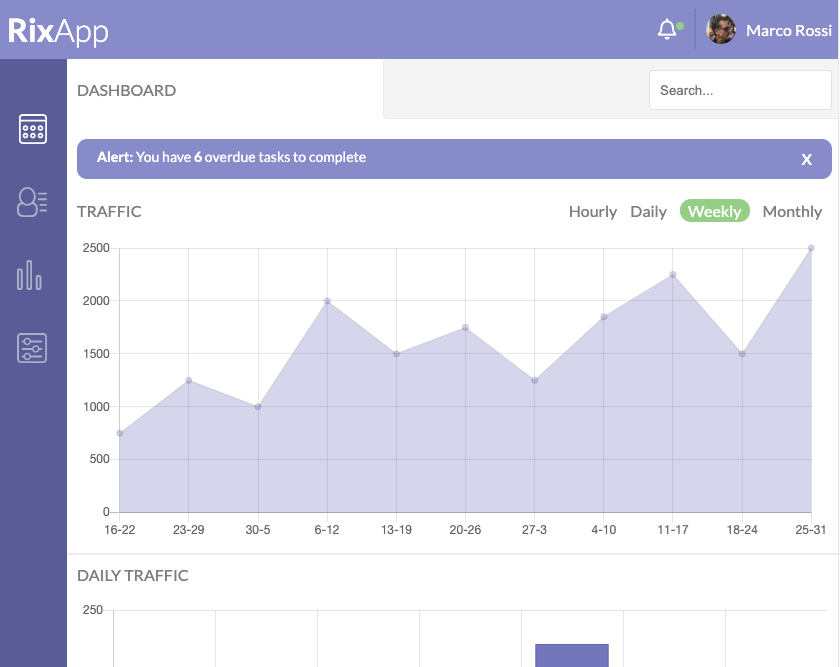 RixApp
Marco Rossi
DASHBOARD
Search...
Alert: You have 6 overdue tasks to complete
X
TRAFFIC
Hourly Daily Weekly Monthly
2500
2000
1500
1000
500
0
16-22 23-29 30-5 6-12 13-19 20-26 27-3 4-10 11-17 18-24 25-31
DAILY TRAFFIC
250